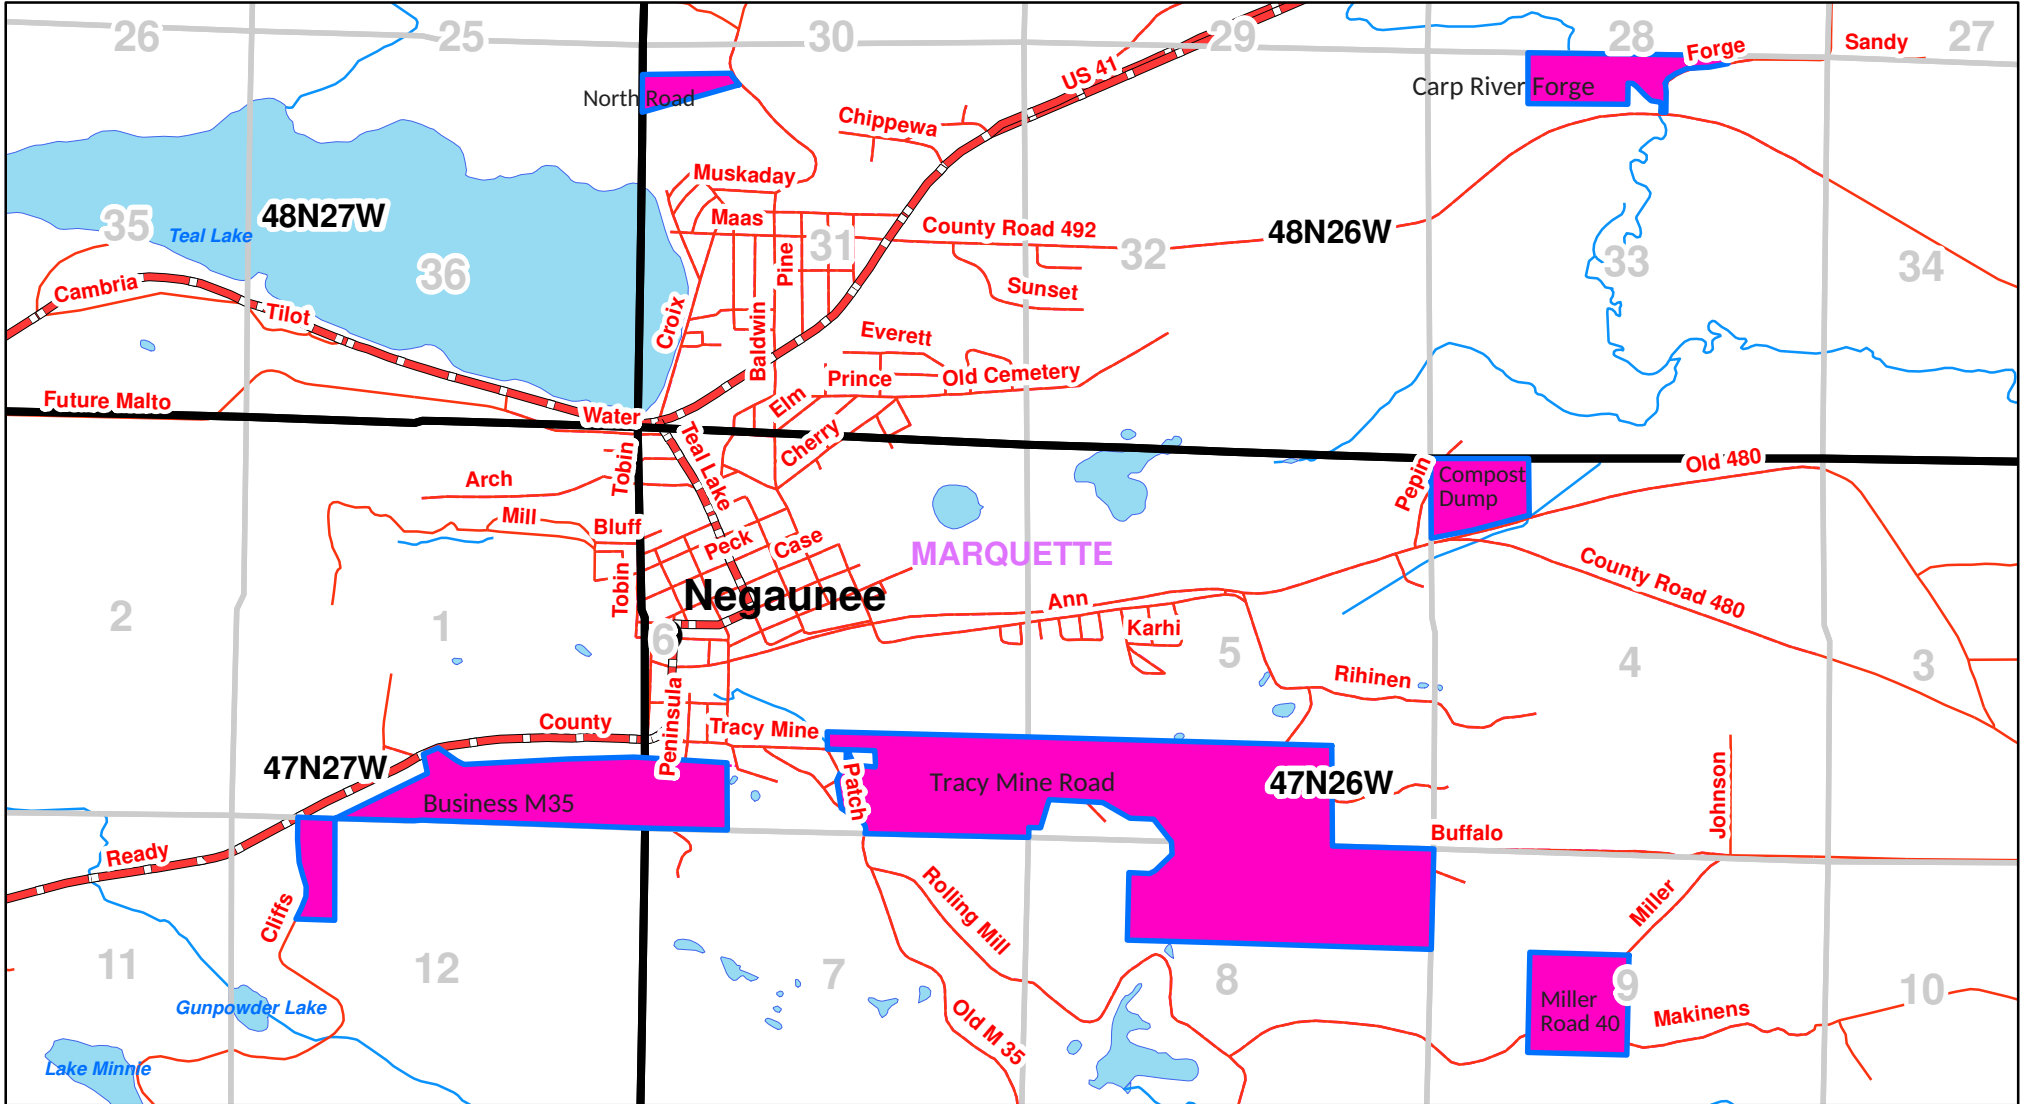 26
25
30
29
28
27
US 41
Forge
Sandy
North Road
Carp River Forge
Chippewa
Muskaday
Maas
48N27W
35
Teal Lake
36
31
Pine
County Road 492
32
48N26W
33
34
Cambria
Tilot
Croix
Baldwin
Sunset
Everett
Prince
Old Cemetery
Future Malto
Water
Elm
Cherry
Teal Lake
Tobin
Arch
Mill
Bluff
Peck
Case
Tobin
MARQUETTE
Negaunee
Pepin
Compost
Dump
Old 480
County Road 480
2
1
6
Ann
Karhi
5
Rihinen
4
3
County
Peninsula
Tracy Mine
Patch
47N27W
Business M35
Tracy Mine Road
47N26W
Johnson
Buffalo
Ready
Cliffs
Rolling Mill
Miller
11
12
7
8
9
10
Gunpowder Lake
Old M 35
Miller
Road 40
Makinens
Lake Minnie